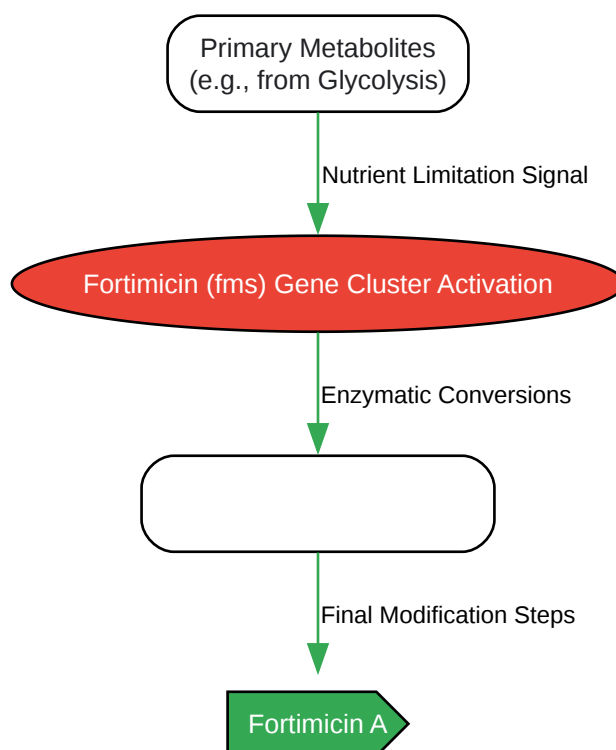 Primary Metabolites
(e.g., from Glycolysis)
Nutrient Limitation Signal
Fortimicin (fms) Gene Cluster Activation
Enzymatic Conversions
Final Modification Steps
Fortimicin A